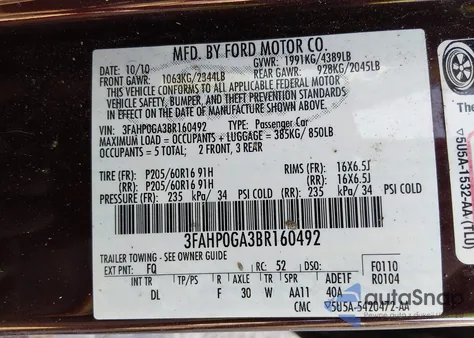 MFD. BY FORD MOTOR CO.
DATE: 10/10 GVWR: 1991KG/4389LB
FRONT GAWR: 1063KG/2344LB REAR GAWR: 928KG/2045LB
THIS VEHICLE CONFORMS TO ALL APPLICABLE FEDERAL MOTOR
VEHICLE SAFETY, BUMPER, AND THEFT PREVENTION STANDARDS
IN EFFECT ON THE DATE OF MANUFACTURE SHOWN ABOVE.
VIN: 3FAHP0GA3BR160492 TYPE: Passenger Car
MAXIMUM LOAD = OCCUPANTS + LUGGAGE = 385KG/ 850LB
OCCUPANTS = 5 TOTAL; 2 FRONT, 3 REAR
TIRE (FR): P205/60R16 91H RIMS (FR): 16X6.5J
(RR): P205/60R16 91H (RR): 16X6.5J
PRESSURE (FR): 235 kPa/ 34 PSI COLD (RR): 235 kPa/ 34 PSI COLD
3FAHP0GA3BR160492
TRAILER TOWING - SEE OWNER GUIDE
EXT PNT: FQ RC: 52 DSO: F0110
INT TR TP/PS R AXLE TR SPR ADE1F R0104
DL F 30 W AA11 40A
CMC 5U5A-5420472-AA
The
▽5U5A-1532-AA(TLO)
autoSnap